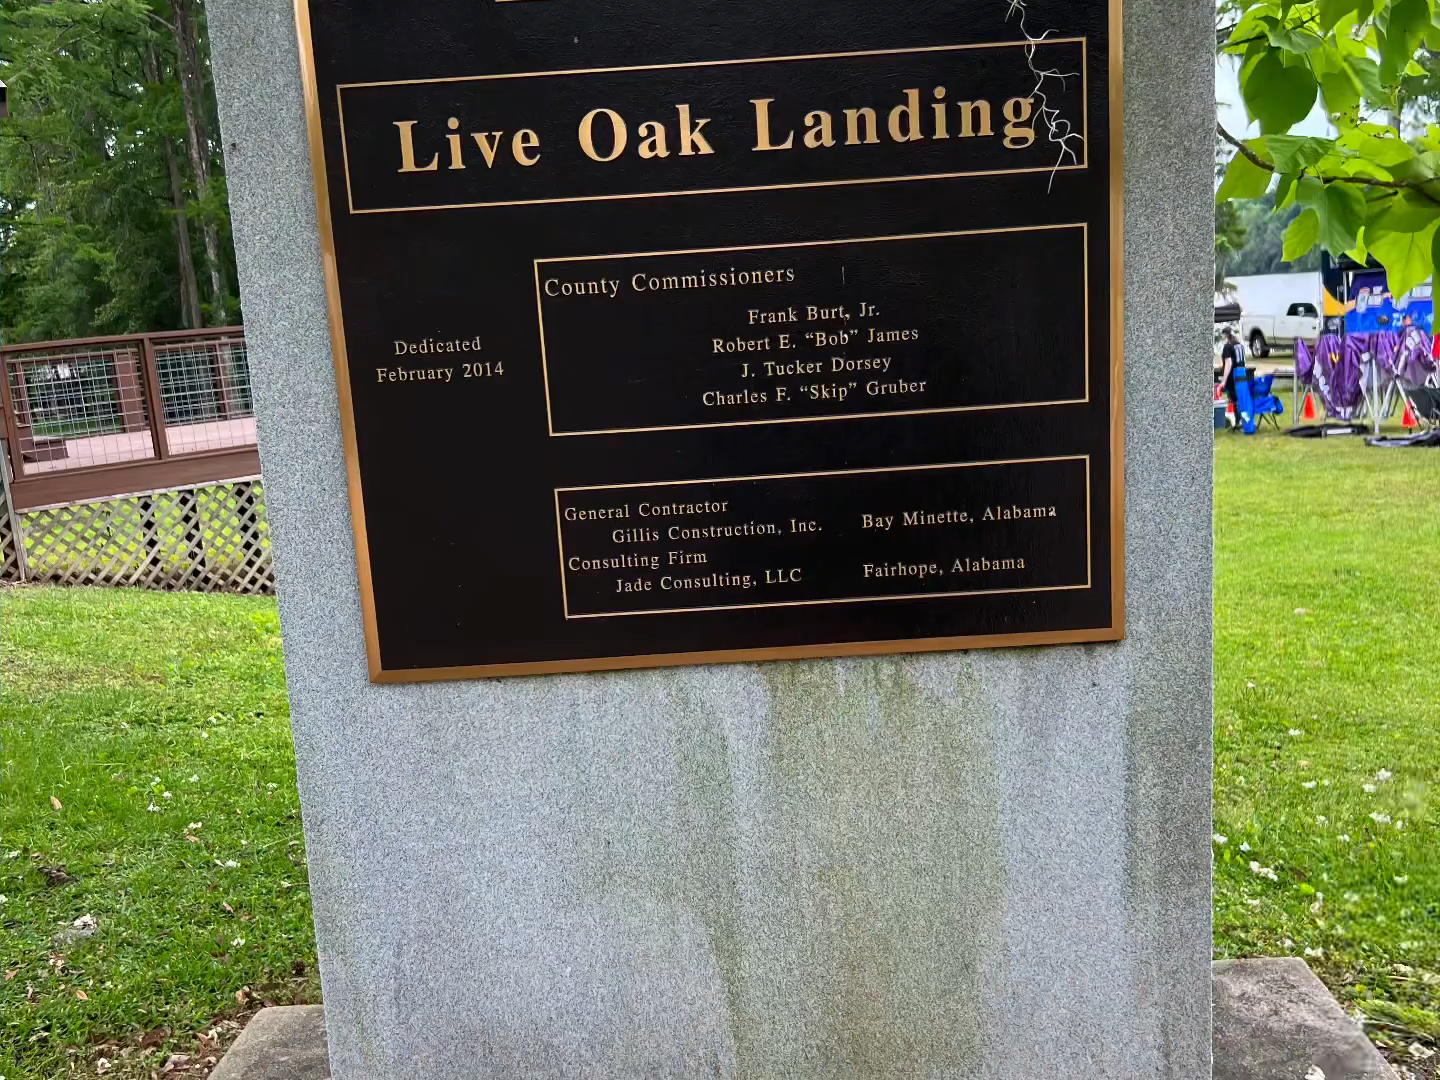 Live Oak Landing
Dedicated
February 2014
County Commissioners
Frank Burt, Jr.
Robert E. “Bob” James
J. Tucker Dorsey
Charles F. “Skip” Gruber
General Contractor
Gillis Construction, Inc. Bay Minette, Alabama
Consulting Firm
Jade Consulting, LLC Fairhope, Alabama